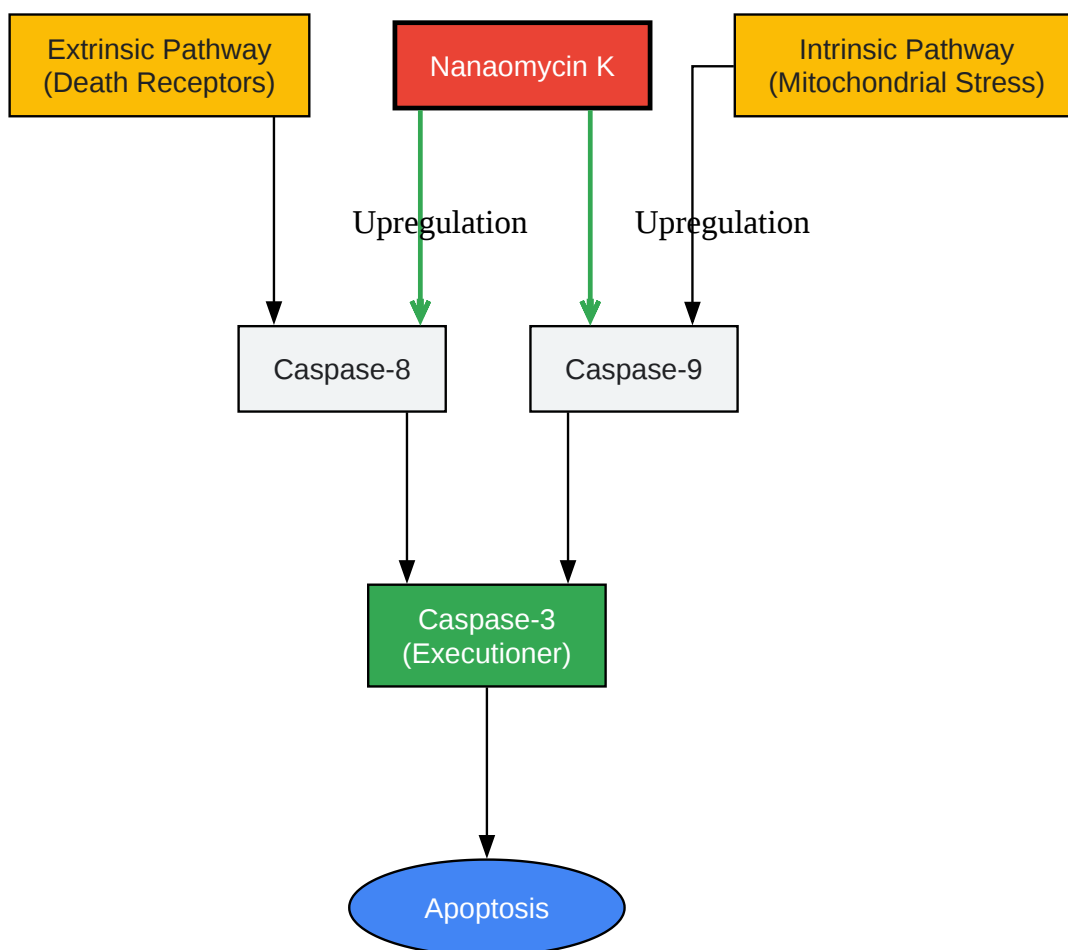 Extrinsic Pathway
(Death Receptors)
Nanaomycin K
Intrinsic Pathway
(Mitochondrial Stress)
Upregulation
Upregulation
Caspase-8
Caspase-9
Caspase-3
(Executioner)
Apoptosis